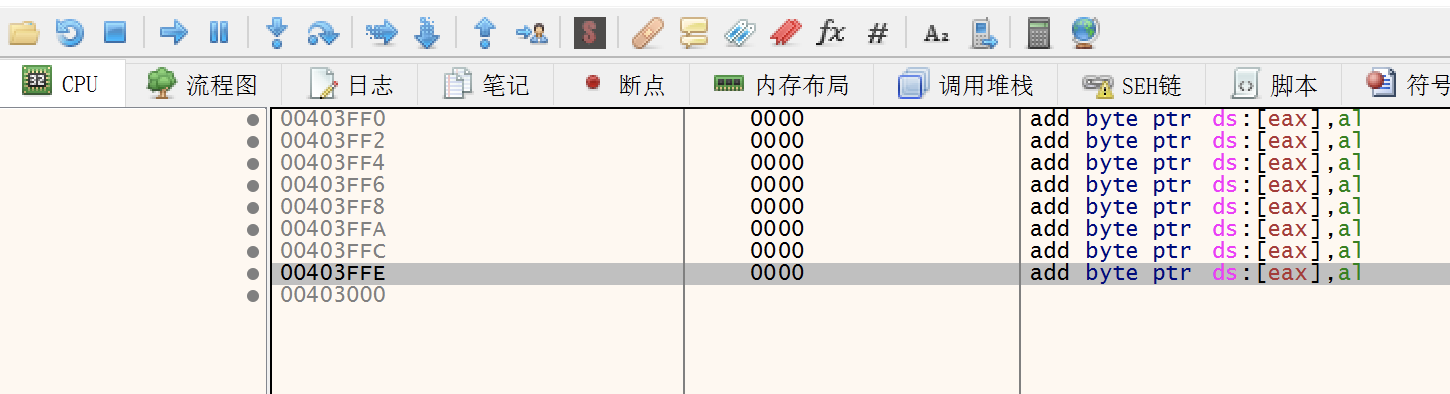 S fx # A₂
CPU 流程图 日志 笔记 断点 内存布局 调用堆栈 SEH链 脚本 符号
00403FF0 0000 add byte ptr ds:[eax],al
00403FF2 0000 add byte ptr ds:[eax],al
00403FF4 0000 add byte ptr ds:[eax],al
00403FF6 0000 add byte ptr ds:[eax],al
00403FF8 0000 add byte ptr ds:[eax],al
00403FFA 0000 add byte ptr ds:[eax],al
00403FFC 0000 add byte ptr ds:[eax],al
00403FFE 0000 add byte ptr ds:[eax],al
00403000